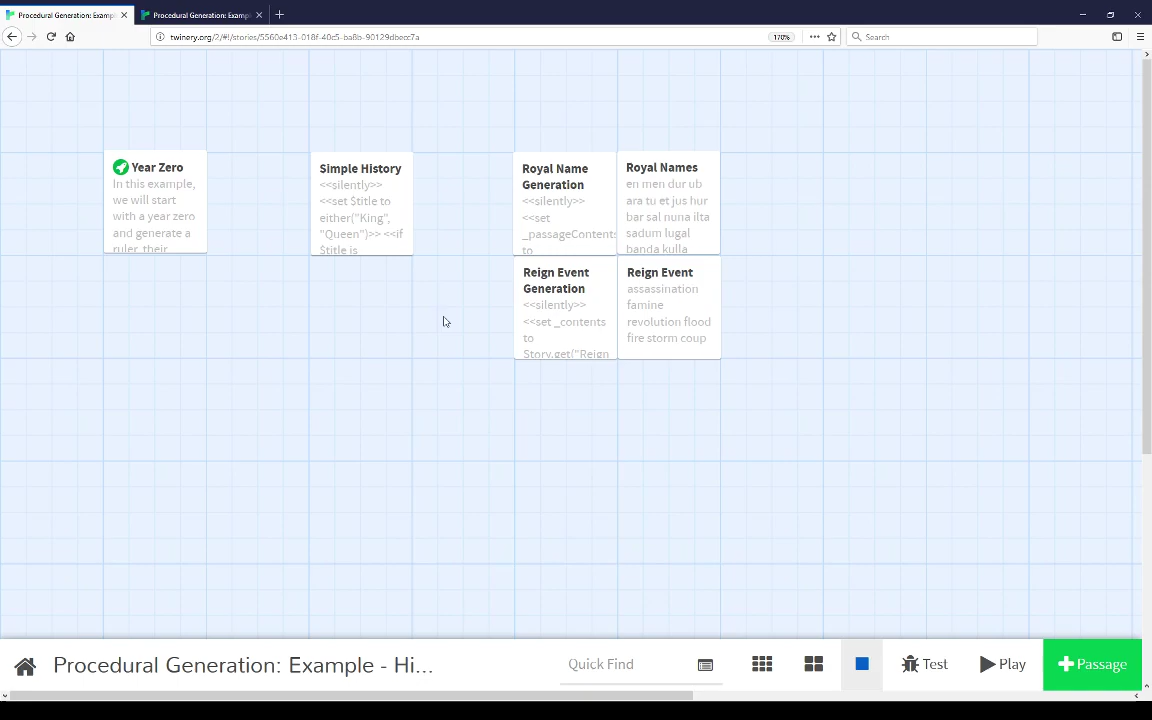 Procedural Generation: Examp
Procedural Generation: Examp
twinery.org/2/#!/stories/5560e413-018f-40c5-ba8b-90129dbecc7a
170%
Search
Year Zero
In this example,
we will start
with a year zero
and generate a
ruler, their
Simple History
<<silently>>
<<set $title to
either("King",
"Queen")>> <<if
$title is
Royal Name
Generation
<<silently>>
<<set
_passageContents
to
Royal Names
en men dur ub
ara tu et jus hur
bar sal nuna ilta
sadum lugal
banda kulla
Reign Event
Generation
<<silently>>
<<set _contents
to
Story.get("Reign
Reign Event
assassination
famine
revolution flood
fire storm coup
Procedural Generation: Example - Hi...
Quick Find
Test
Play
Passage